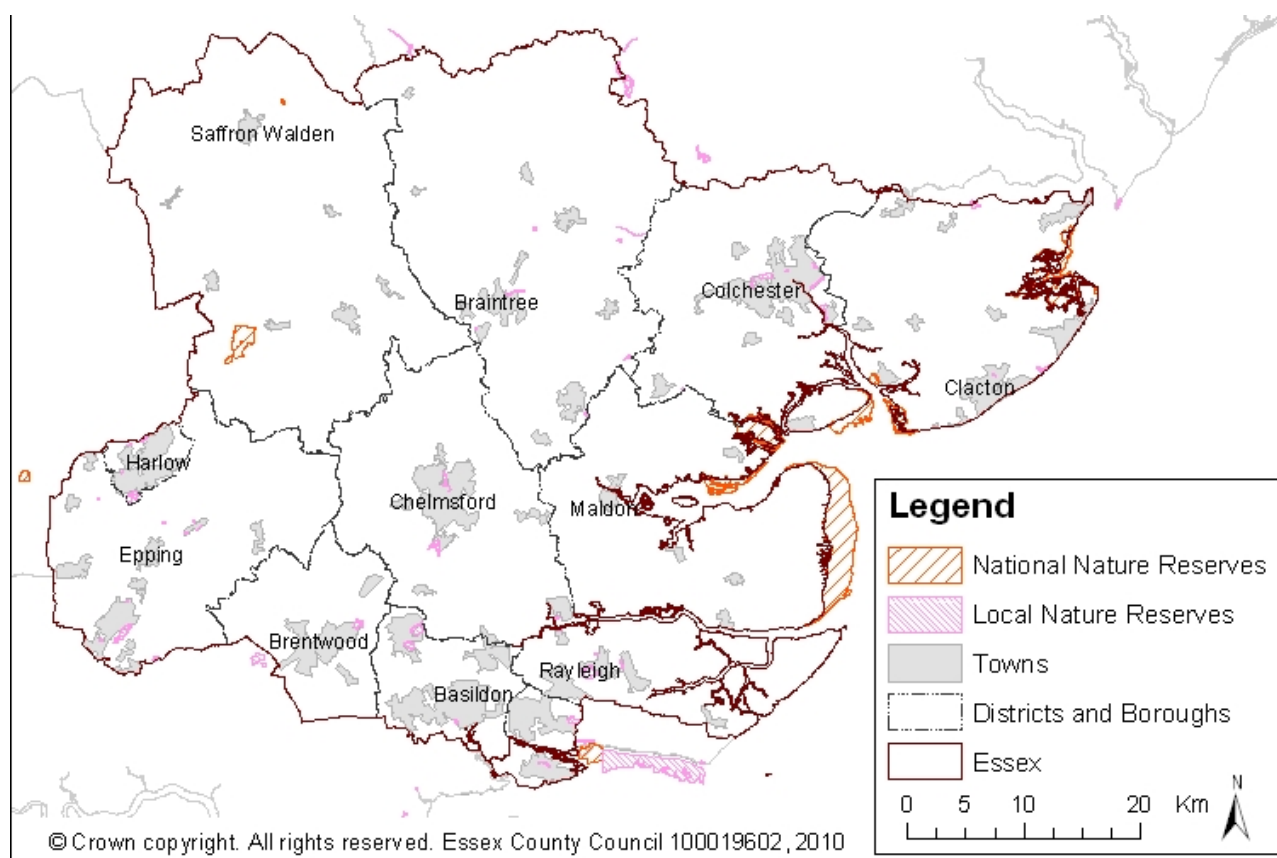 Saffron Walden
Braintree
Colchester
Clacton
Harlow
Chelmsford
Maldon
Epping
Brentwood
Rayleigh
Basildon
Legend
National Nature Reserves
Local Nature Reserves
Towns
Districts and Boroughs
Essex
0 5 10 20 Km
N
© Crown copyright. All rights reserved. Essex County Council 100019602, 2010